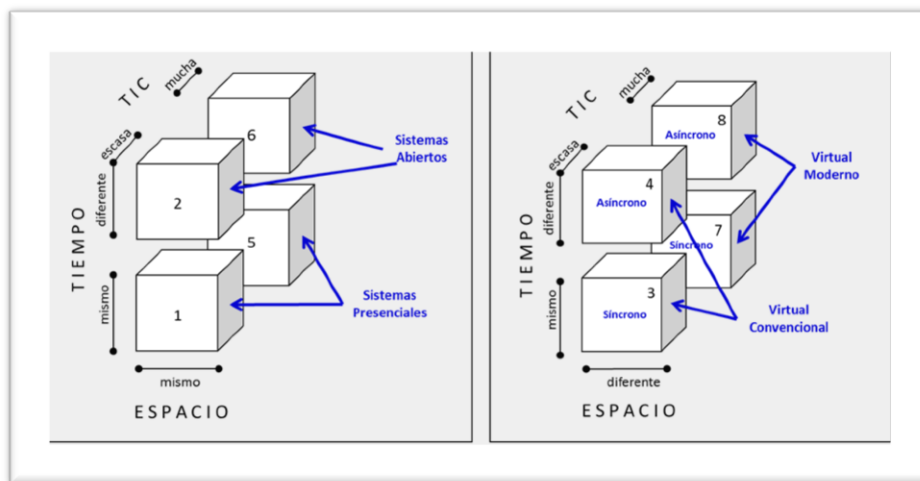 TIC
mucha
escasa
6
Sistemas
Abiertos
TIEMPO
diferente
2
5
mismo
1
Sistemas
Presenciales
mismo
ESPACIO
TIC
mucha
escasa
8
Asíncrono
Virtual
Moderno
TIEMPO
diferente
4
Asíncrono
7
Síncrono
mismo
3
Síncrono
Virtual
Convencional
diferente
ESPACIO